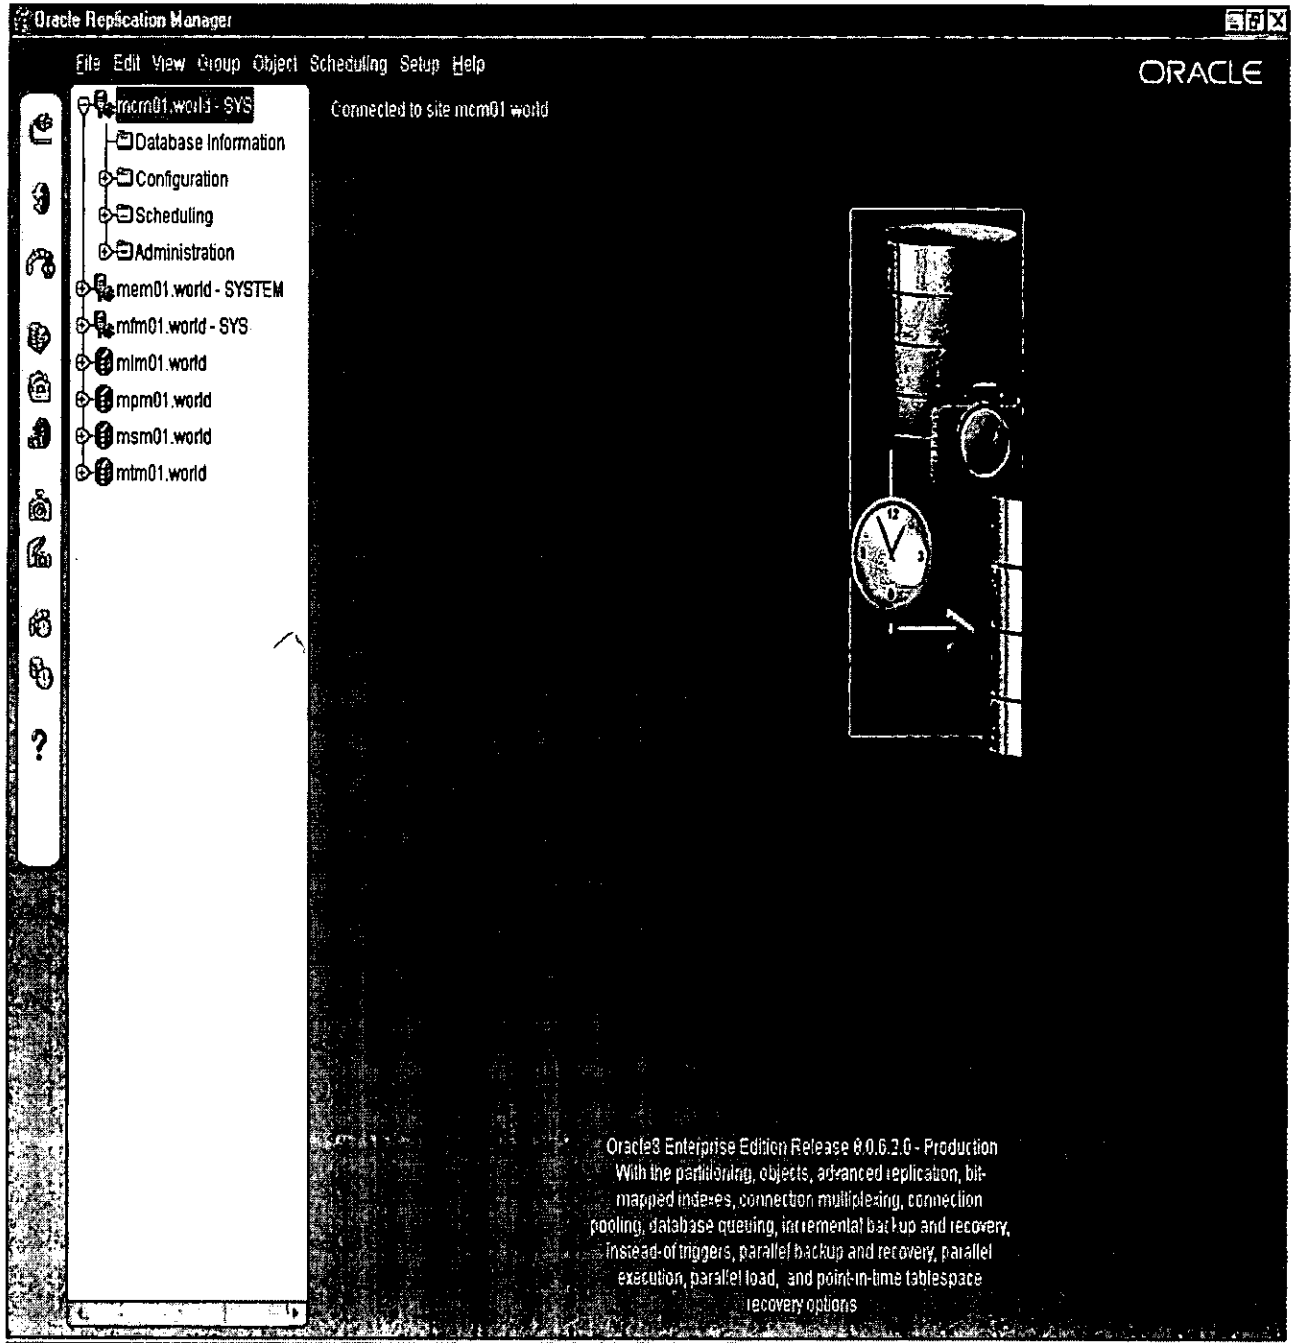 Oracle Replication Manager
File Edit View Group Object Scheduling Setup Help
ORACLE
mcm01.world - SYS
Connected to site mcm01 world
Database Information
Configuration
Scheduling
Administration
mem01.world - SYSTEM
mfm01.world - SYS
mlm01.world
mpm01.world
msm01.world
mtm01.world
12
3
?
Oracle8 Enterprise Edition Release 8.0.6.2.0 - Production
With the partitioning, objects, advanced replication, bit-
mapped indexes, connection multiplexing, connection
pooling, database queuing, incremental backup and recovery,
Instead-of triggers, parallel backup and recovery, parallel
execution, parallel load, and point-in-time tablespace
recovery options